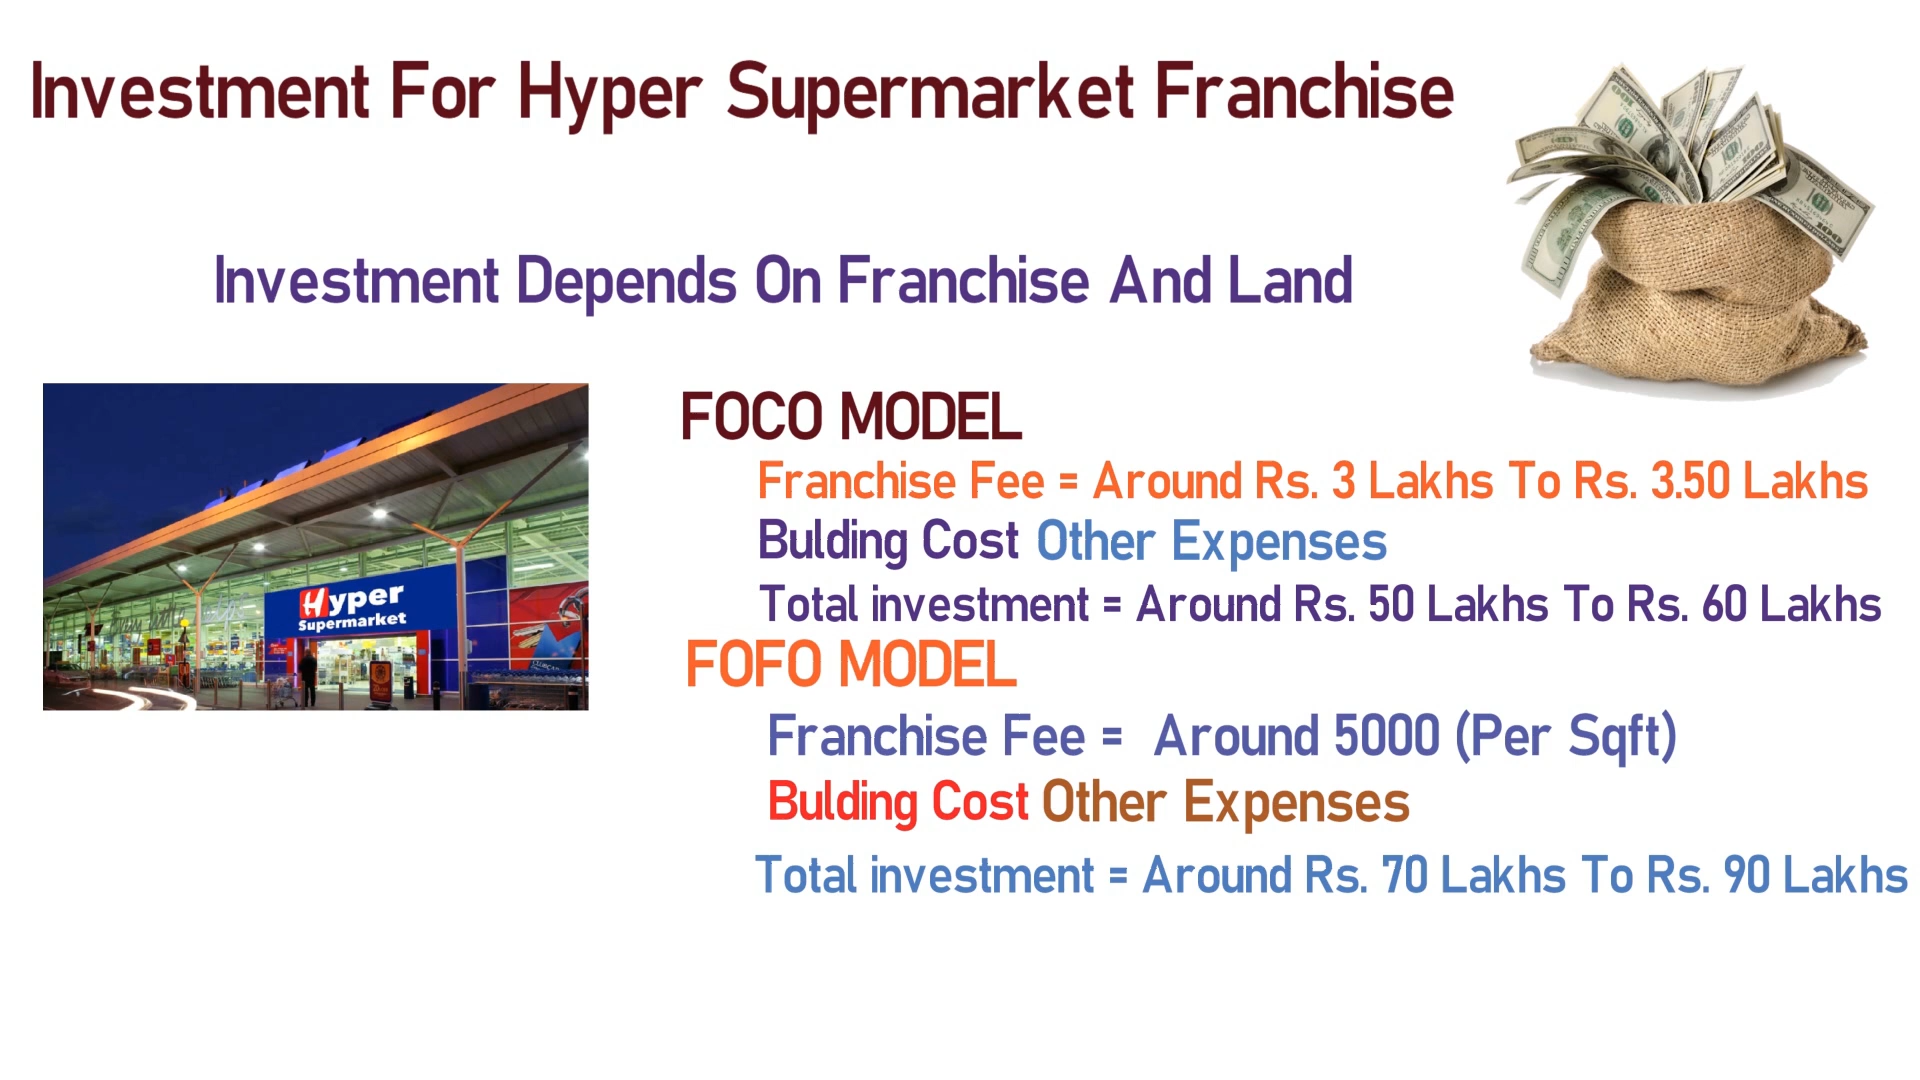 Investment For Hyper Supermarket Franchise
Investment Depends On Franchise And Land
FOCO MODEL
Franchise Fee = Around Rs. 3 Lakhs To Rs. 3.50 Lakhs
Bulding Cost Other Expenses
Total investment = Around Rs. 50 Lakhs To Rs. 60 Lakhs
Hyper
Supermarket
FOFO MODEL
Franchise Fee = Around 5000 (Per Sqft)
Bulding Cost Other Expenses
Total investment = Around Rs. 70 Lakhs To Rs. 90 Lakhs